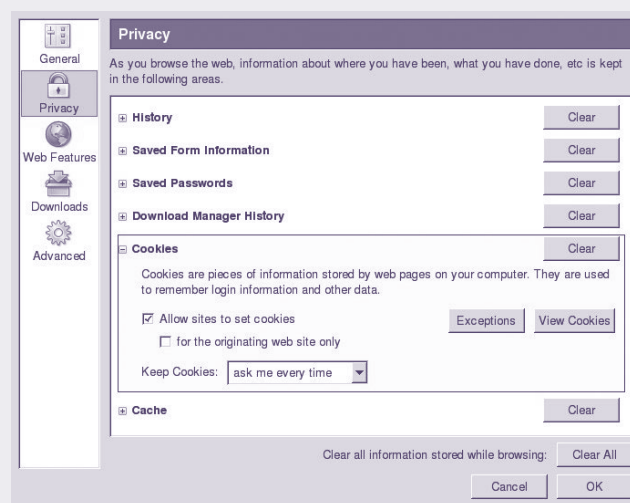 General
Privacy
Web Features
Downloads
Advanced
Privacy
As you browse the web, information about where you have been, what you have done, etc is kept
in the following areas.
History Clear
Saved Form Information Clear
Saved Passwords Clear
Download Manager History Clear
Cookies Clear
Cookies are pieces of information stored by web pages on your computer. They are used
to remember login information and other data.
Allow sites to set cookies Exceptions View Cookies
for the originating web site only
Keep Cookies: ask me every time
Cache Clear
Clear all information stored while browsing: Clear All
Cancel OK